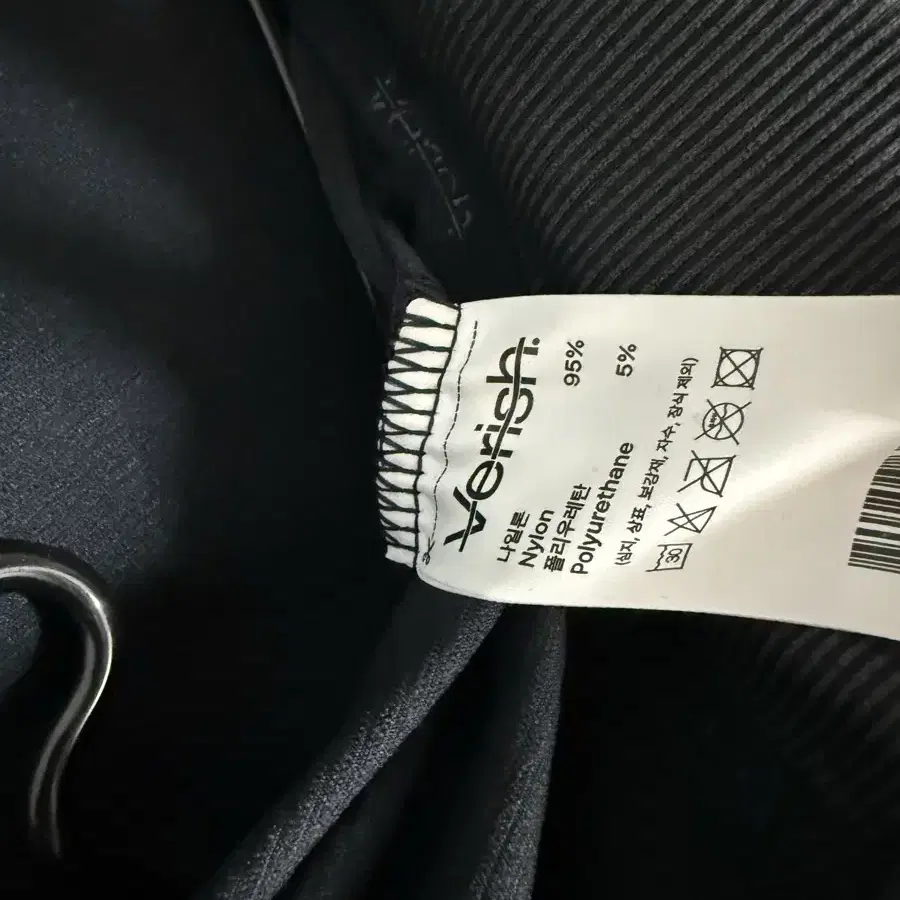 Verish.
나일론
Nylon 95%
폴리우레탄
Polyurethane 5%
(심지, 상표, 보강재, 자수, 장식 제외)
30